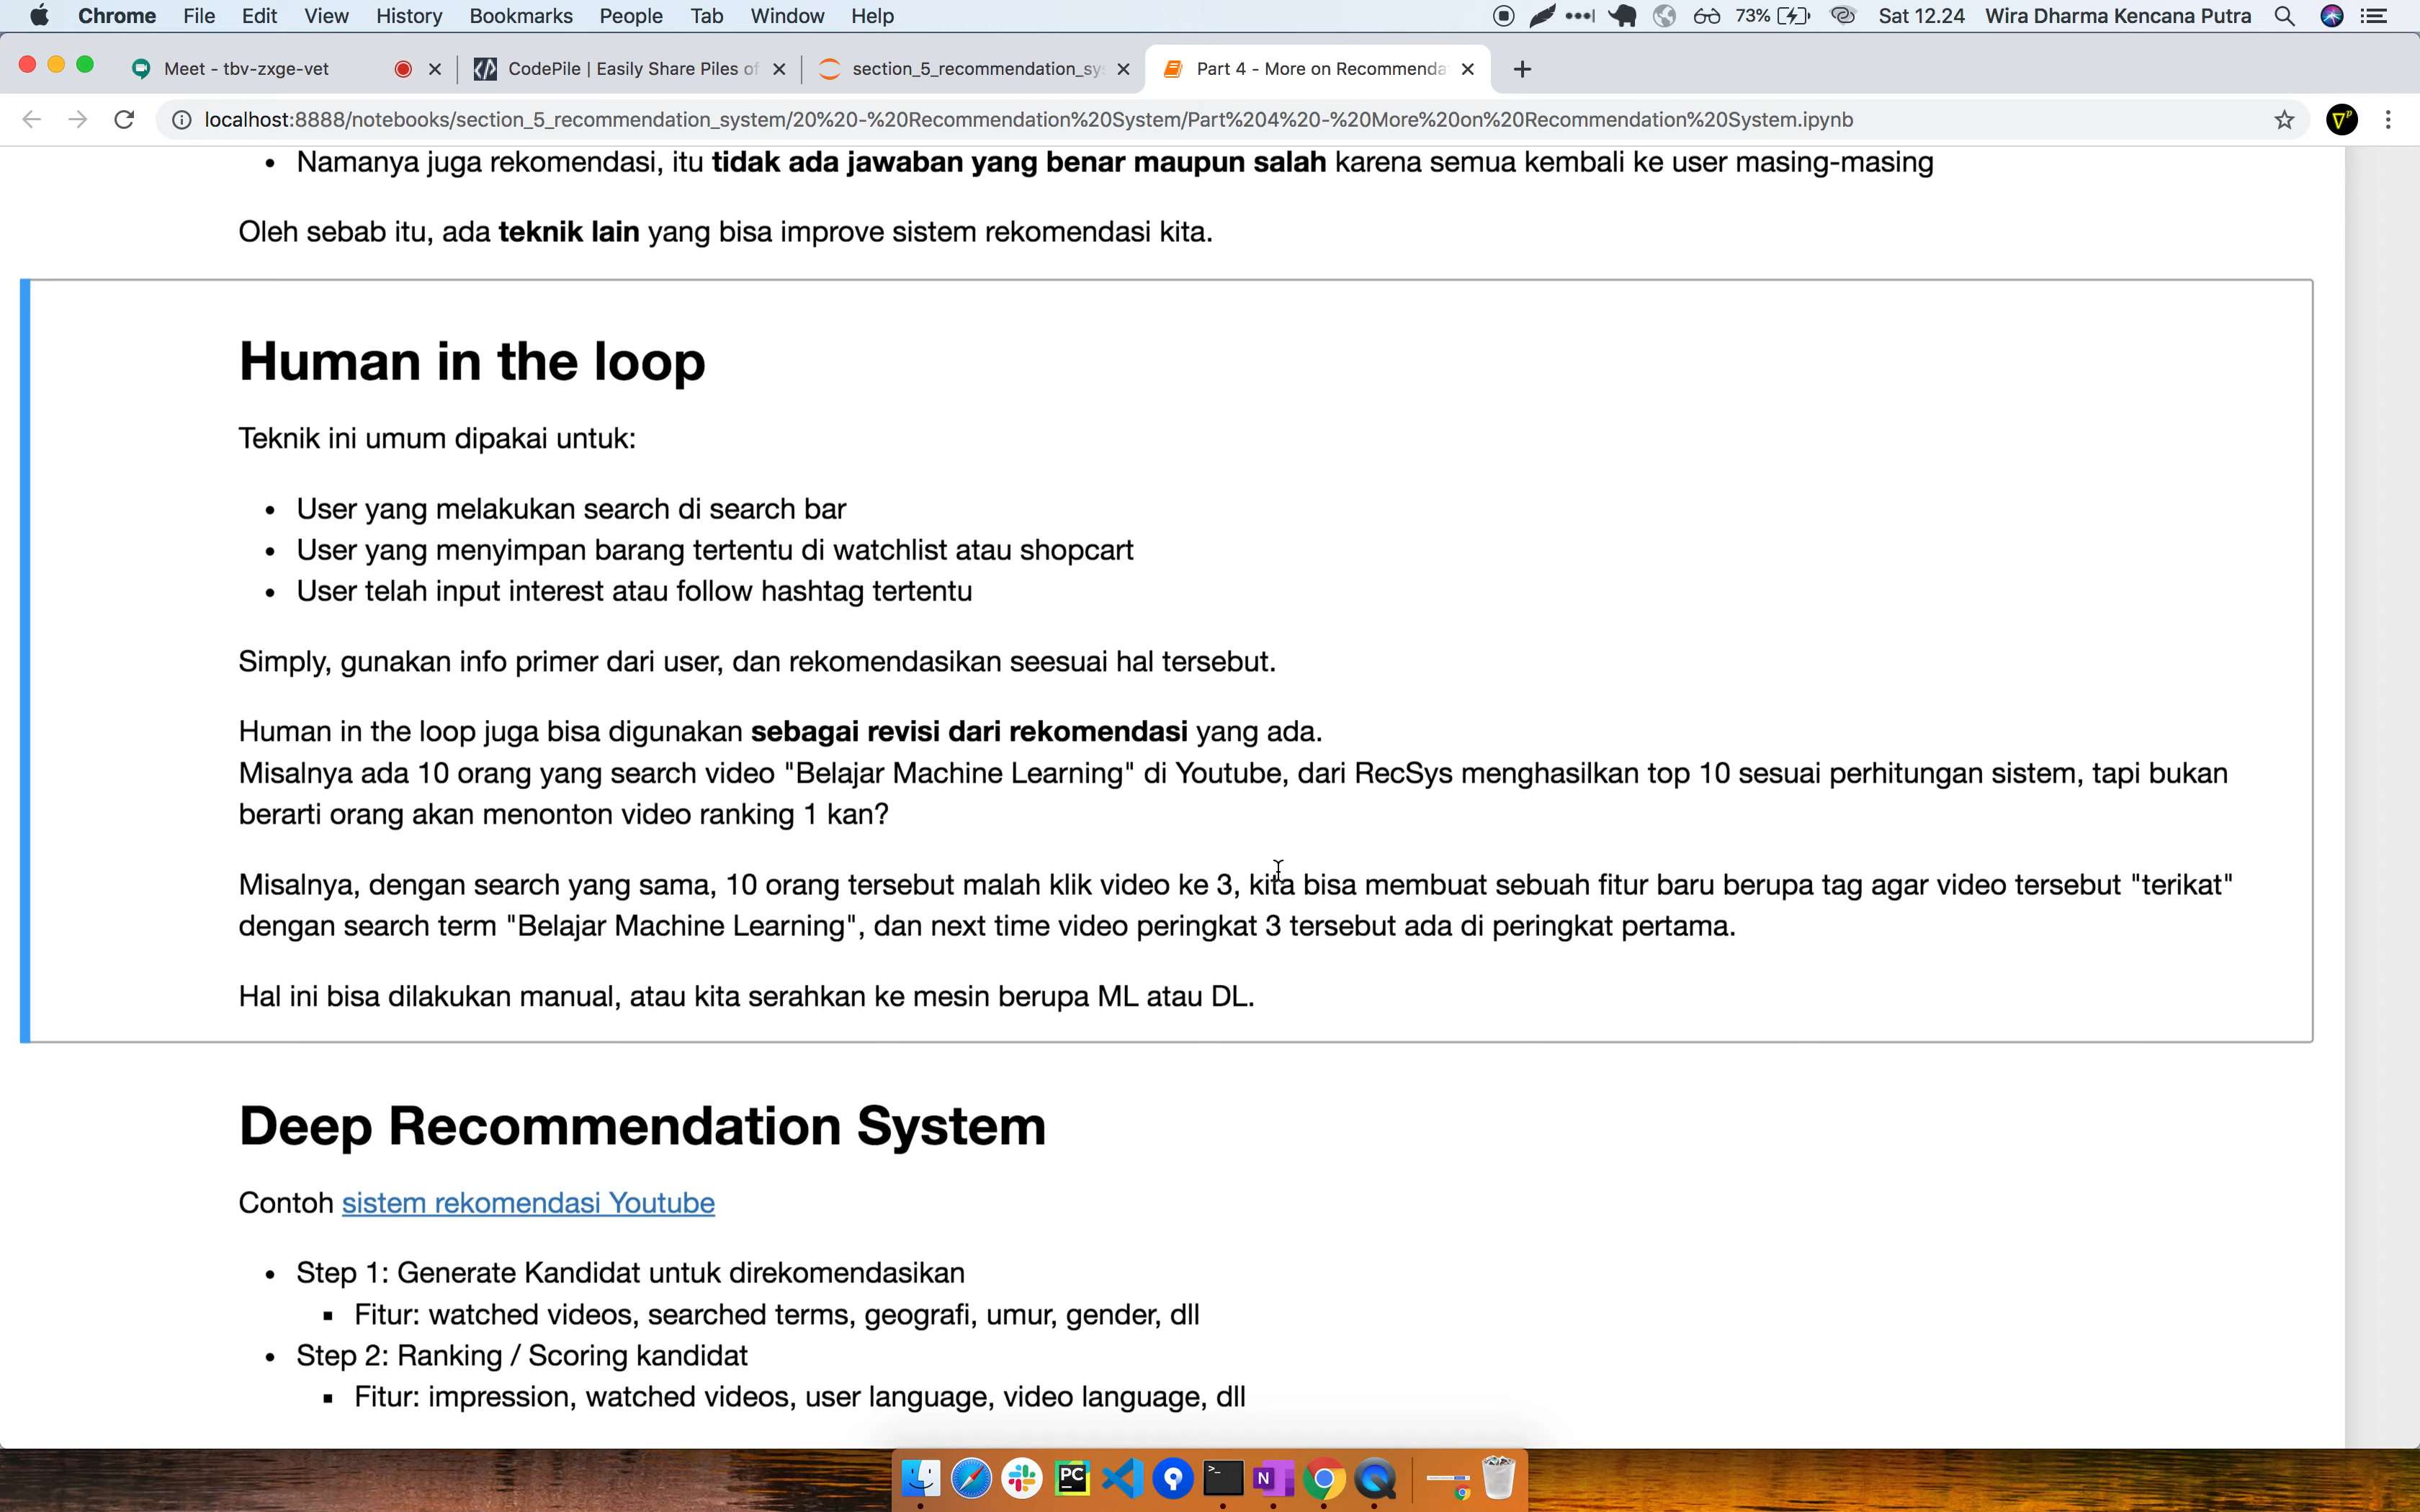 Chrome File Edit View History Bookmarks People Tab Window Help 73% Sat 12.24 Wira Dharma Kencana Putra
Meet - tbv-zxge-vet CodePile | Easily Share Piles of section_5_recommendation_sy Part 4 - More on Recommenda
localhost:8888/notebooks/section_5_recommendation_system/20%20-%20Recommendation%20System/Part%204%20-%20More%20on%20Recommendation%20System.ipynb
• Namanya juga rekomendasi, itu tidak ada jawaban yang benar maupun salah karena semua kembali ke user masing-masing
Oleh sebab itu, ada teknik lain yang bisa improve sistem rekomendasi kita.
Human in the loop
Teknik ini umum dipakai untuk:
• User yang melakukan search di search bar
• User yang menyimpan barang tertentu di watchlist atau shopcart
• User telah input interest atau follow hashtag tertentu
Simply, gunakan info primer dari user, dan rekomendasikan seesuai hal tersebut.
Human in the loop juga bisa digunakan sebagai revisi dari rekomendasi yang ada.
Misalnya ada 10 orang yang search video "Belajar Machine Learning" di Youtube, dari RecSys menghasilkan top 10 sesuai perhitungan sistem, tapi bukan
berarti orang akan menonton video ranking 1 kan?
Misalnya, dengan search yang sama, 10 orang tersebut malah klik video ke 3, kita bisa membuat sebuah fitur baru berupa tag agar video tersebut "terikat"
dengan search term "Belajar Machine Learning", dan next time video peringkat 3 tersebut ada di peringkat pertama.
Hal ini bisa dilakukan manual, atau kita serahkan ke mesin berupa ML atau DL.
Deep Recommendation System
Contoh sistem rekomendasi Youtube
• Step 1: Generate Kandidat untuk direkomendasikan
▪ Fitur: watched videos, searched terms, geografi, umur, gender, dll
• Step 2: Ranking / Scoring kandidat
▪ Fitur: impression, watched videos, user language, video language, dll
PC
N